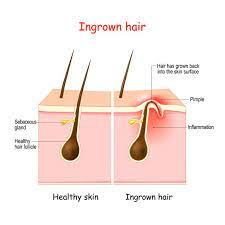 Ingrown hair
Hair has grown back
into the skin surface
Pimple
Sebaceous
gland
Inflammation
Healthy
hair follicle
Healthy skin
Ingrown hair